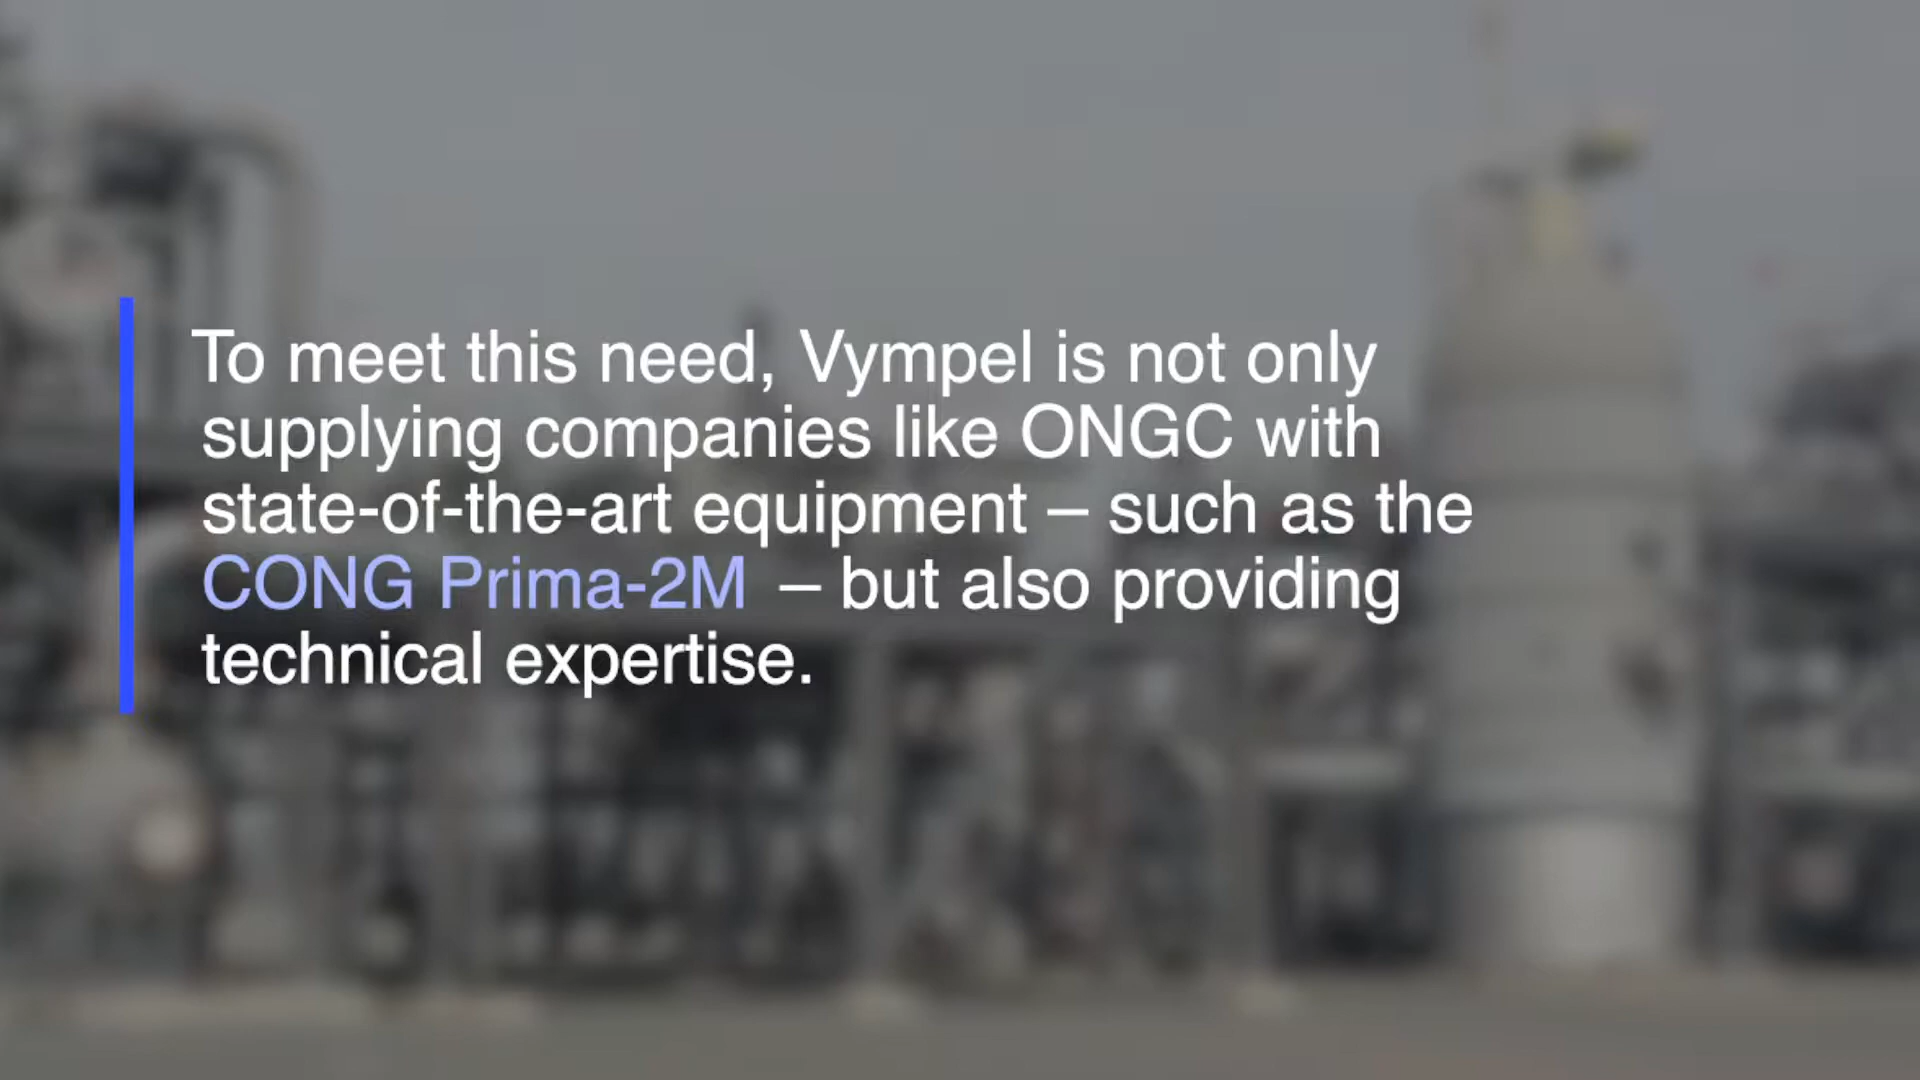 To meet this need, Vympel is not only
supplying companies like ONGC with
state-of-the-art equipment – such as the
CONG Prima-2M – but also providing
technical expertise.